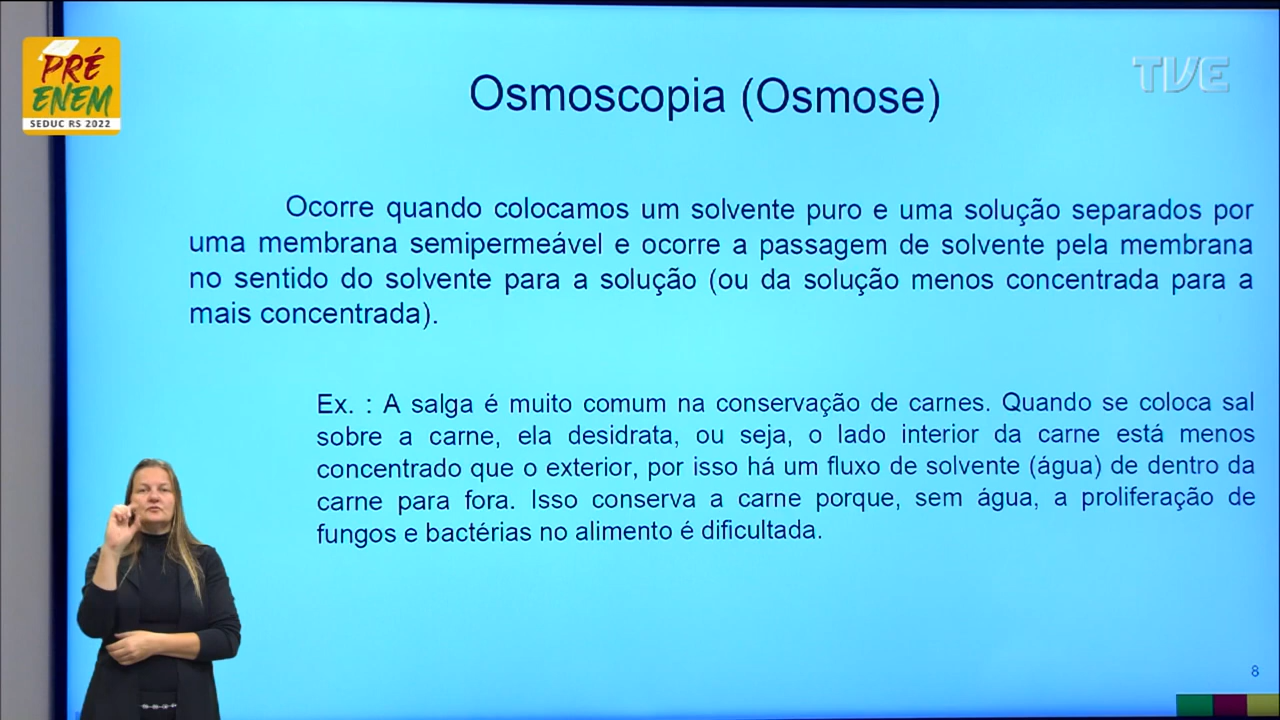 PRÉ
ENEM
SEDUC RS 2022
TVE
Osmoscopia (Osmose)
Ocorre quando colocamos um solvente puro e uma solução separados por
uma membrana semipermeável e ocorre a passagem de solvente pela membrana
no sentido do solvente para a solução (ou da solução menos concentrada para a
mais concentrada).
Ex. : A salga é muito comum na conservação de carnes. Quando se coloca sal
sobre a carne, ela desidrata, ou seja, o lado interior da carne está menos
concentrado que o exterior, por isso há um fluxo de solvente (água) de dentro da
carne para fora. Isso conserva a carne porque, sem água, a proliferação de
fungos e bactérias no alimento é dificultada.
8